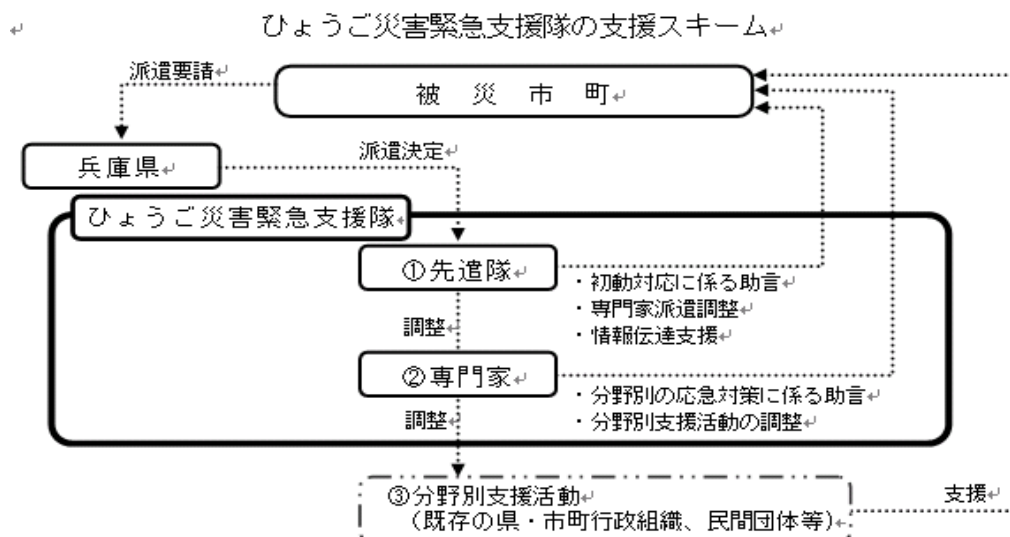 ひょうご災害緊急支援隊の支援スキーム
派遣要請
被災市町
兵庫県
派遣決定
ひょうご災害緊急支援隊
①先遣隊
・初動対応に係る助言
・専門家派遣調整
・情報伝達支援
調整
②専門家
・分野別の応急対策に係る助言
・分野別支援活動の調整
調整
③分野別支援活動
（既存の県・市町行政組織、民間団体等）
支援